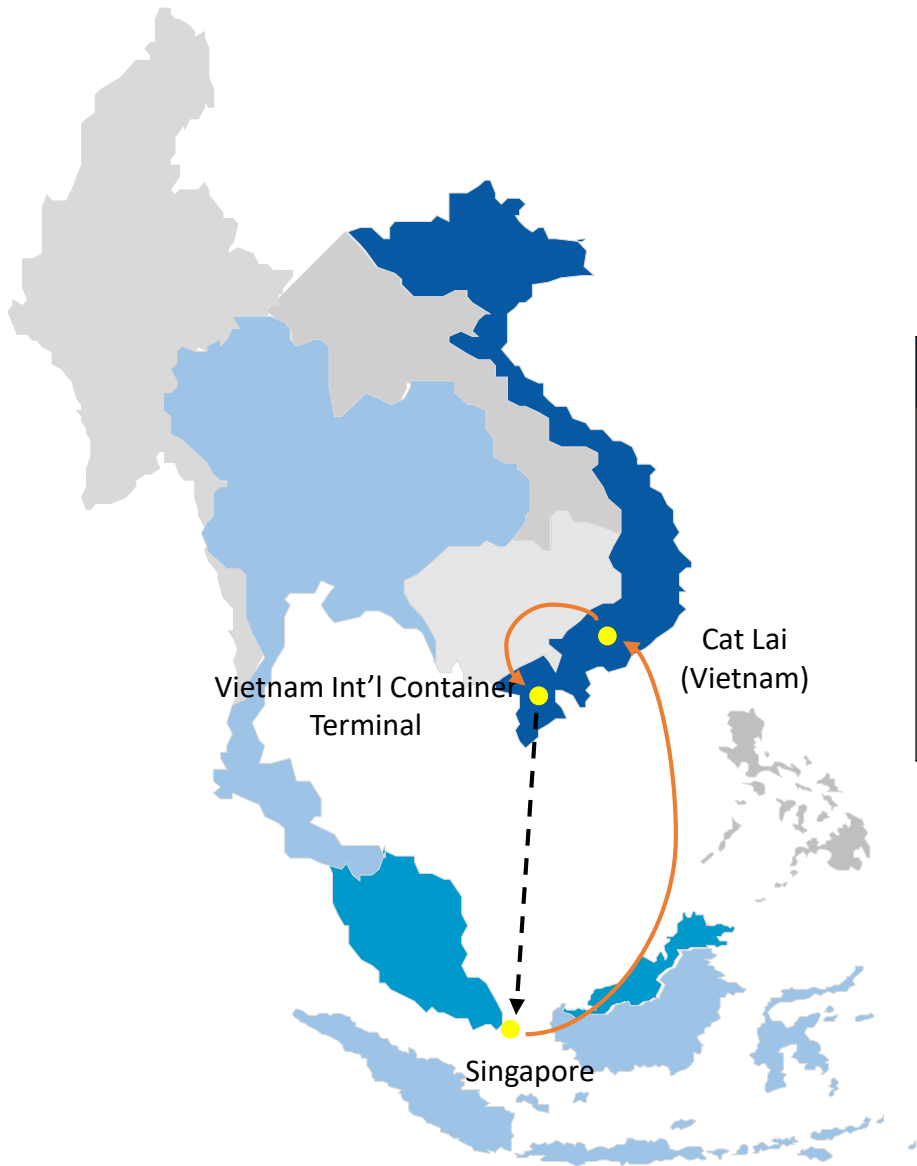 Cat Lai
(Vietnam)
Vietnam Int’l Container
Terminal
Singapore